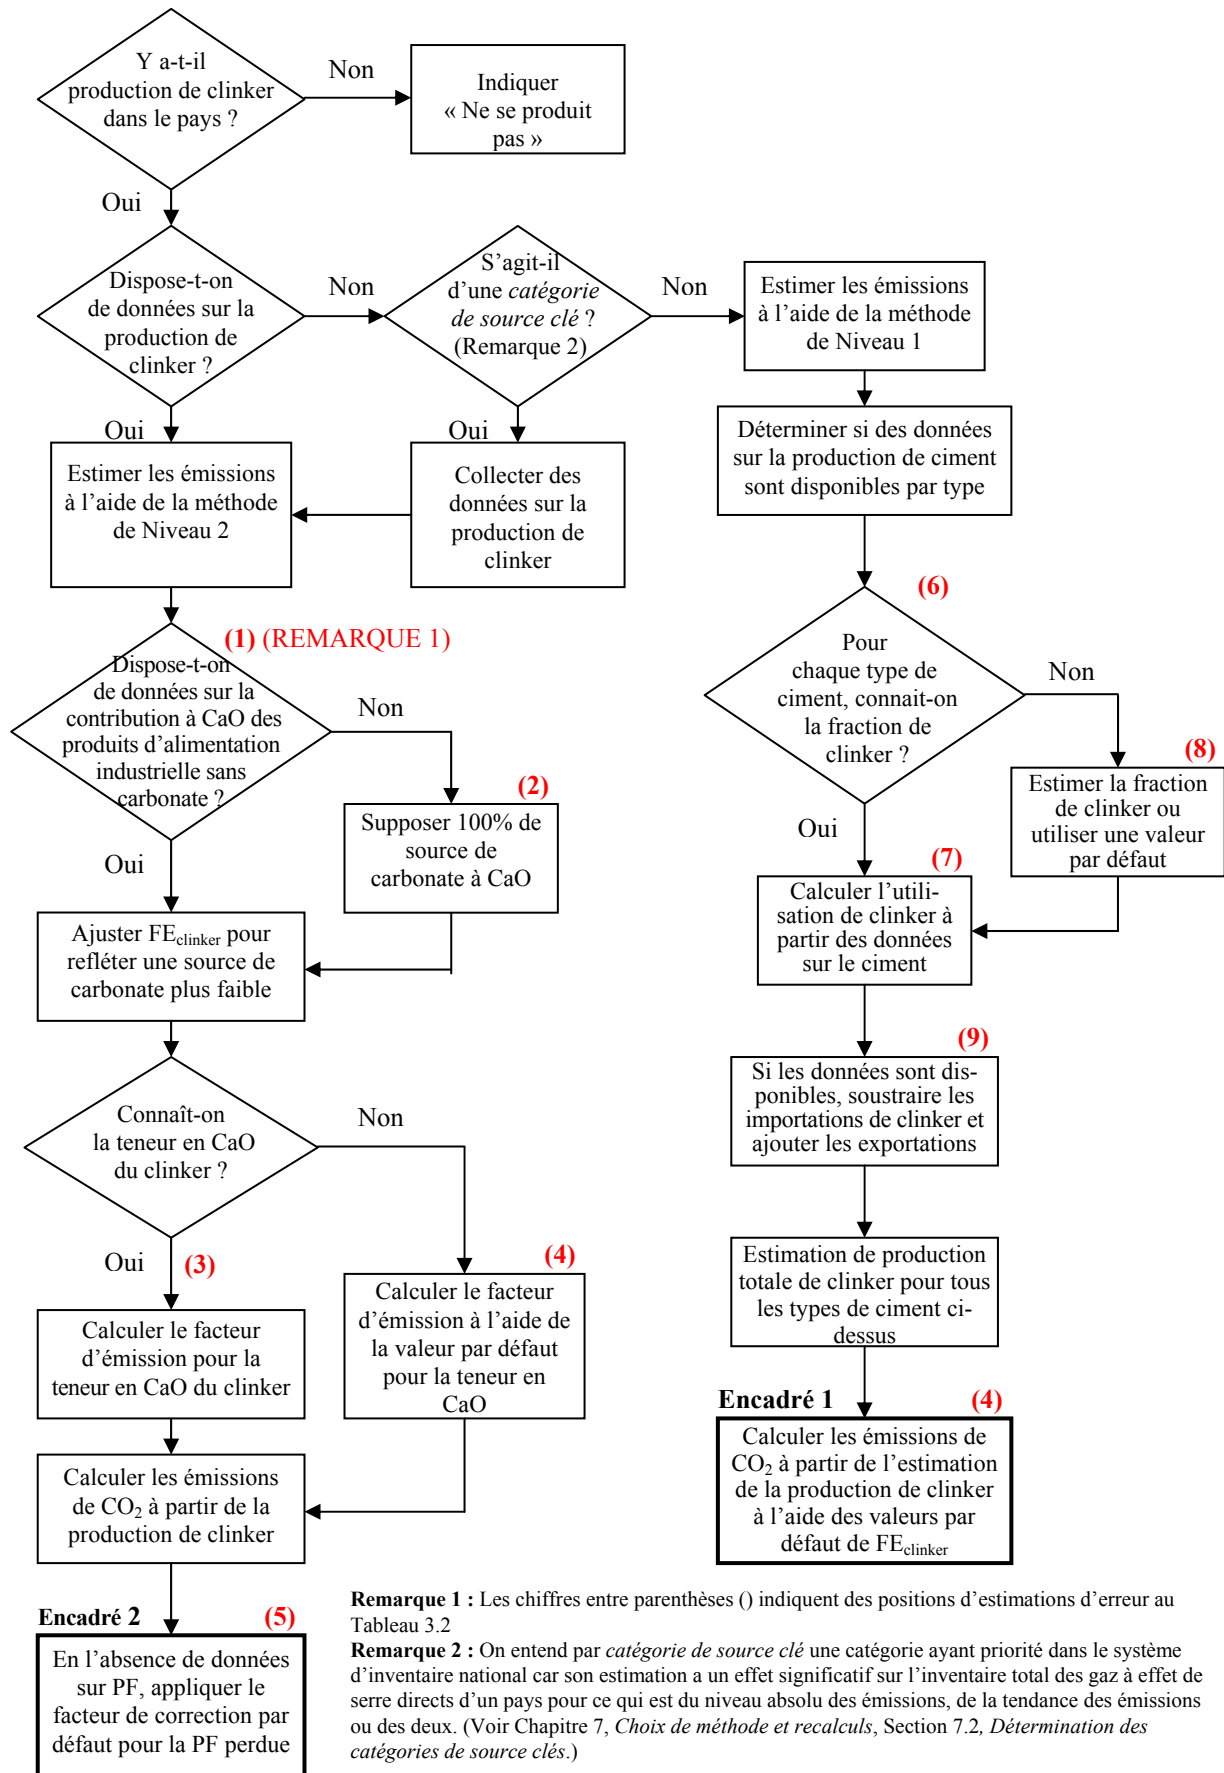 Y a-t-il
production de clinker
dans le pays ?
Non
Indiquer
« Ne se produit
pas »
Oui
Dispose-t-on
de données sur la
production de
clinker ?
Non
S’agit-il
d’une catégorie
de source clé ?
(Remarque 2)
Non
Estimer les émissions
à l’aide de la méthode
de Niveau 1
Oui
Oui
Estimer les émissions
à l’aide de la méthode
de Niveau 2
Collecter des
données sur la
production de
clinker
Déterminer si des données
sur la production de ciment
sont disponibles par type
(1) (REMARQUE 1)
Dispose-t-on
de données sur la
contribution à CaO des
produits d’alimentation
industrielle sans
carbonate ?
Non
(6)
Pour
chaque type de
ciment, connait-on
la fraction de
clinker ?
Non
(2)
Supposer 100% de
source de
carbonate à CaO
(8)
Estimer la fraction
de clinker ou
utiliser une valeur
par défaut
Oui
Oui
(7)
Calculer l’utili-
sation de clinker à
partir des données
sur le ciment
Ajuster FEclinker pour
refléter une source de
carbonate plus faible
(9)
Si les données sont dis-
ponibles, soustraire les
importations de clinker et
ajouter les exportations
Connaît-on
la teneur en CaO
du clinker ?
Non
Oui
(3)
(4)
Calculer le facteur
d’émission à l’aide de
la valeur par défaut
pour la teneur en
CaO
Estimation de production
totale de clinker pour tous
les types de ciment ci-
dessus
Calculer le facteur
d’émission pour la
teneur en CaO du clinker
Encadré 1
(4)
Calculer les émissions de
CO2 à partir de l’estimation
de la production de clinker
à l’aide des valeurs par
défaut de FEclinker
Calculer les émissions
de CO2 à partir de la
production de clinker
Encadré 2
(5)
En l’absence de données
sur PF, appliquer le
facteur de correction par
défaut pour la PF perdue
Remarque 1 : Les chiffres entre parenthèses () indiquent des positions d’estimations d’erreur au
Tableau 3.2
Remarque 2 : On entend par catégorie de source clé une catégorie ayant priorité dans le système
d’inventaire national car son estimation a un effet significatif sur l’inventaire total des gaz à effet de
serre directs d’un pays pour ce qui est du niveau absolu des émissions, de la tendance des émissions
ou des deux. (Voir Chapitre 7, Choix de méthode et recalculs, Section 7.2, Détermination des
catégories de source clés.)